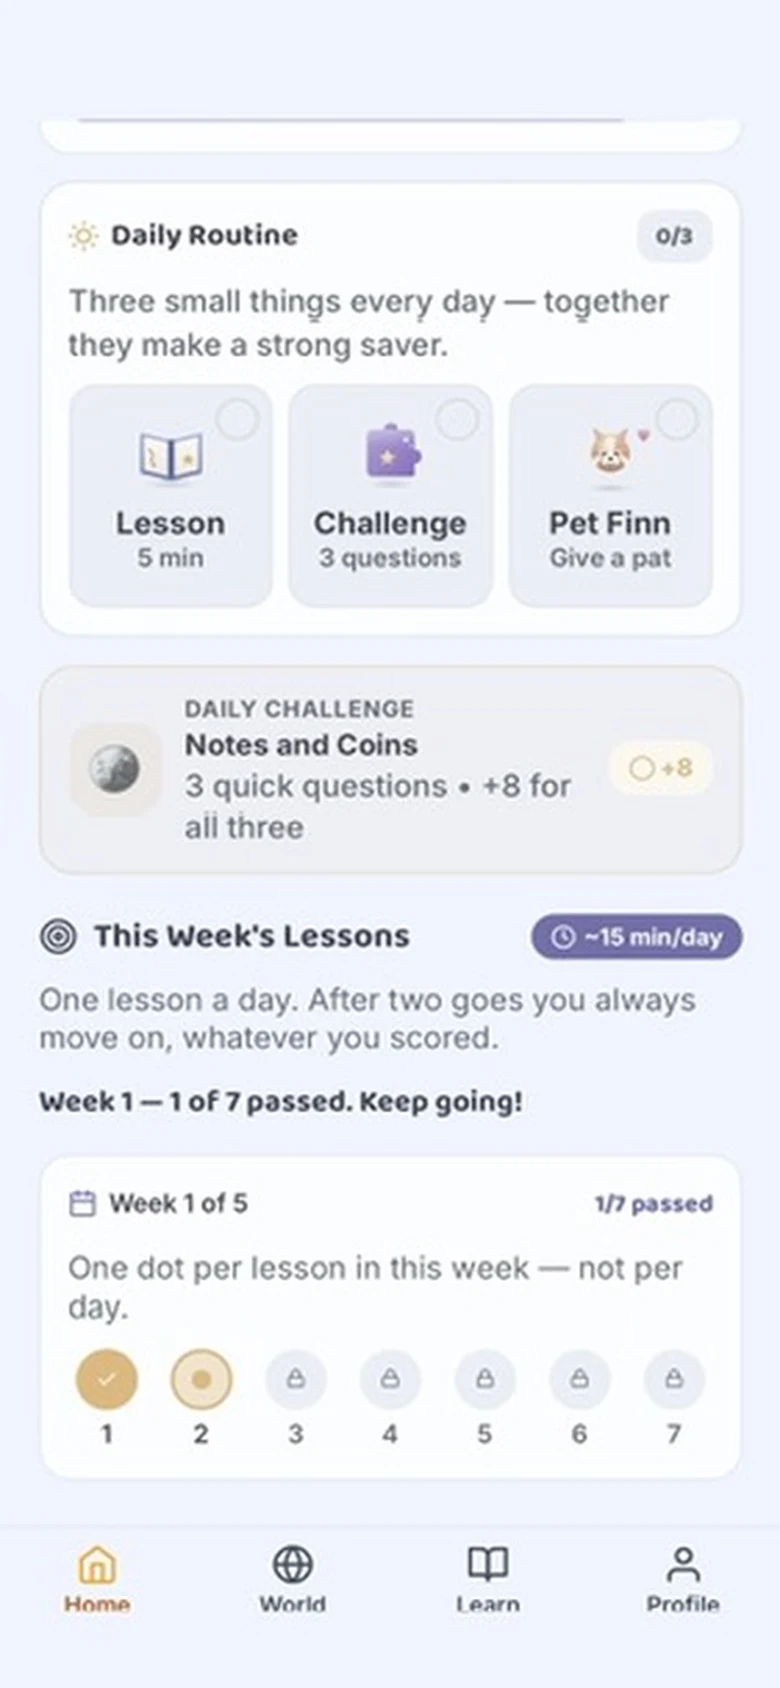 Daily Routine
0/3
Three small things every day — together
they make a strong saver.
Lesson
5 min
Challenge
3 questions
Pet Finn
Give a pat
DAILY CHALLENGE
Notes and Coins
3 quick questions • +8 for
all three
+8
This Week's Lessons
~15 min/day
One lesson a day. After two goes you always
move on, whatever you scored.
Week 1 — 1 of 7 passed. Keep going!
Week 1 of 5
1/7 passed
One dot per lesson in this week — not per
day.
1 2 3 4 5 6 7
Home World Learn Profile